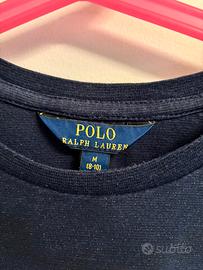 POLO
RALPH LAUREN
M
(8-10)
subito